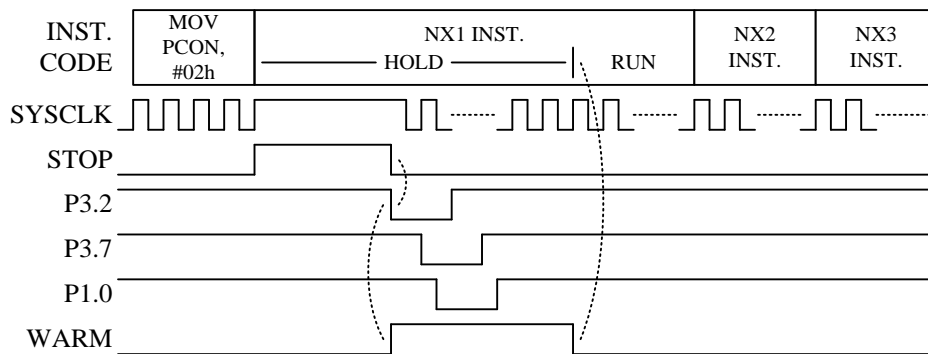 INST.
CODE
MOV
PCON,
#02h
NX1 INST.
HOLD
RUN
NX2
INST.
NX3
INST.
SYSCLK
STOP
P3.2
P3.7
P1.0
WARM